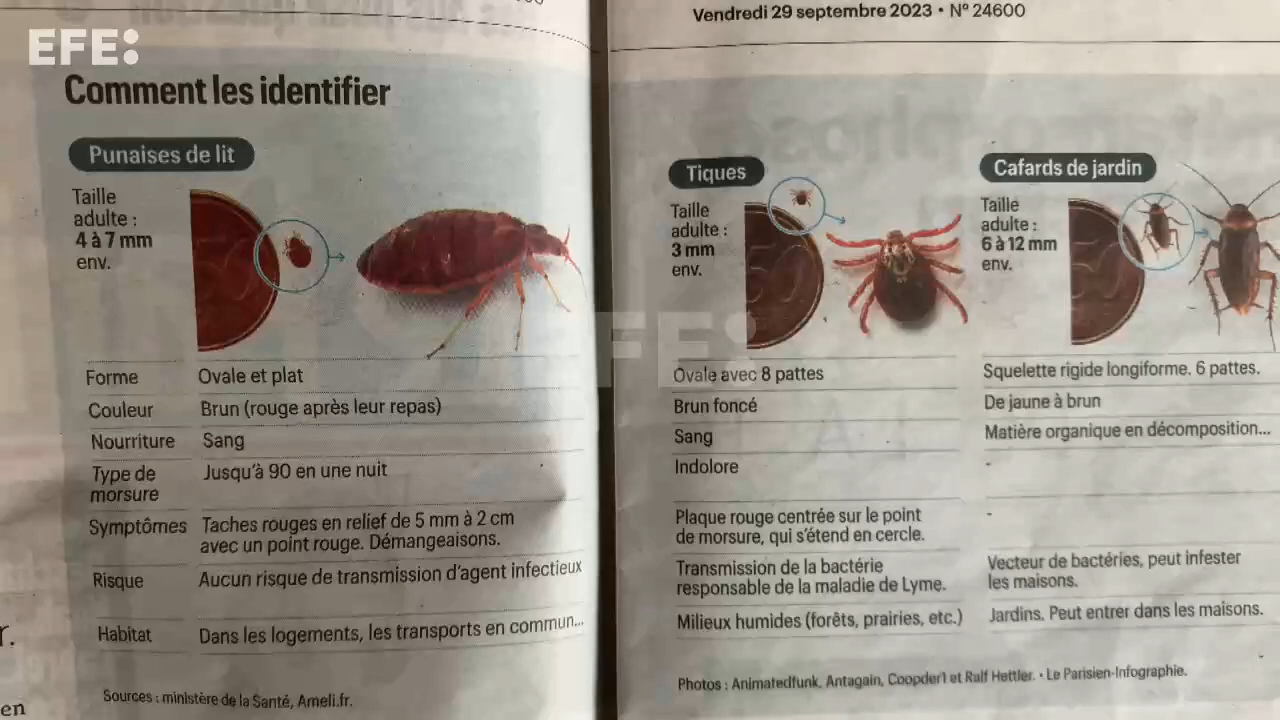 Vendredi 29 septembre 2023 • N° 24600
EFE:
Comment les identifier
Punaises de lit
Taille
adulte :
4 à 7 mm
env.
Tiques
Taille
adulte :
3 mm
env.
Cafards de jardin
Taille
adulte :
6 à 12 mm
env.
Forme
Ovale et plat
Ovale avec 8 pattes
Squelette rigide longiforme. 6 pattes.
Couleur
Brun (rouge après leur repas)
Brun foncé
De jaune à brun
Nourriture
Sang
Sang
Matière organique en décomposition...
Type de
morsure
Jusqu'à 90 en une nuit
Indolore
-
Symptômes
Taches rouges en relief de 5 mm à 2 cm
avec un point rouge. Démangeaisons.
Plaque rouge centrée sur le point
de morsure, qui s'étend en cercle.
-
Risque
Aucun risque de transmission d'agent infectieux
Transmission de la bactérie
responsable de la maladie de Lyme.
Vecteur de bactéries, peut infester
les maisons.
Habitat
Dans les logements, les transports en commun...
Milieux humides (forêts, prairies, etc.)
Jardins. Peut entrer dans les maisons.
Sources : ministère de la Santé, Ameli.fr.
Photos : Animatedfunk, Antagain, Coopder1 et Ralf Hettler. • Le Parisien-Infographie.
r.
en
EFE: